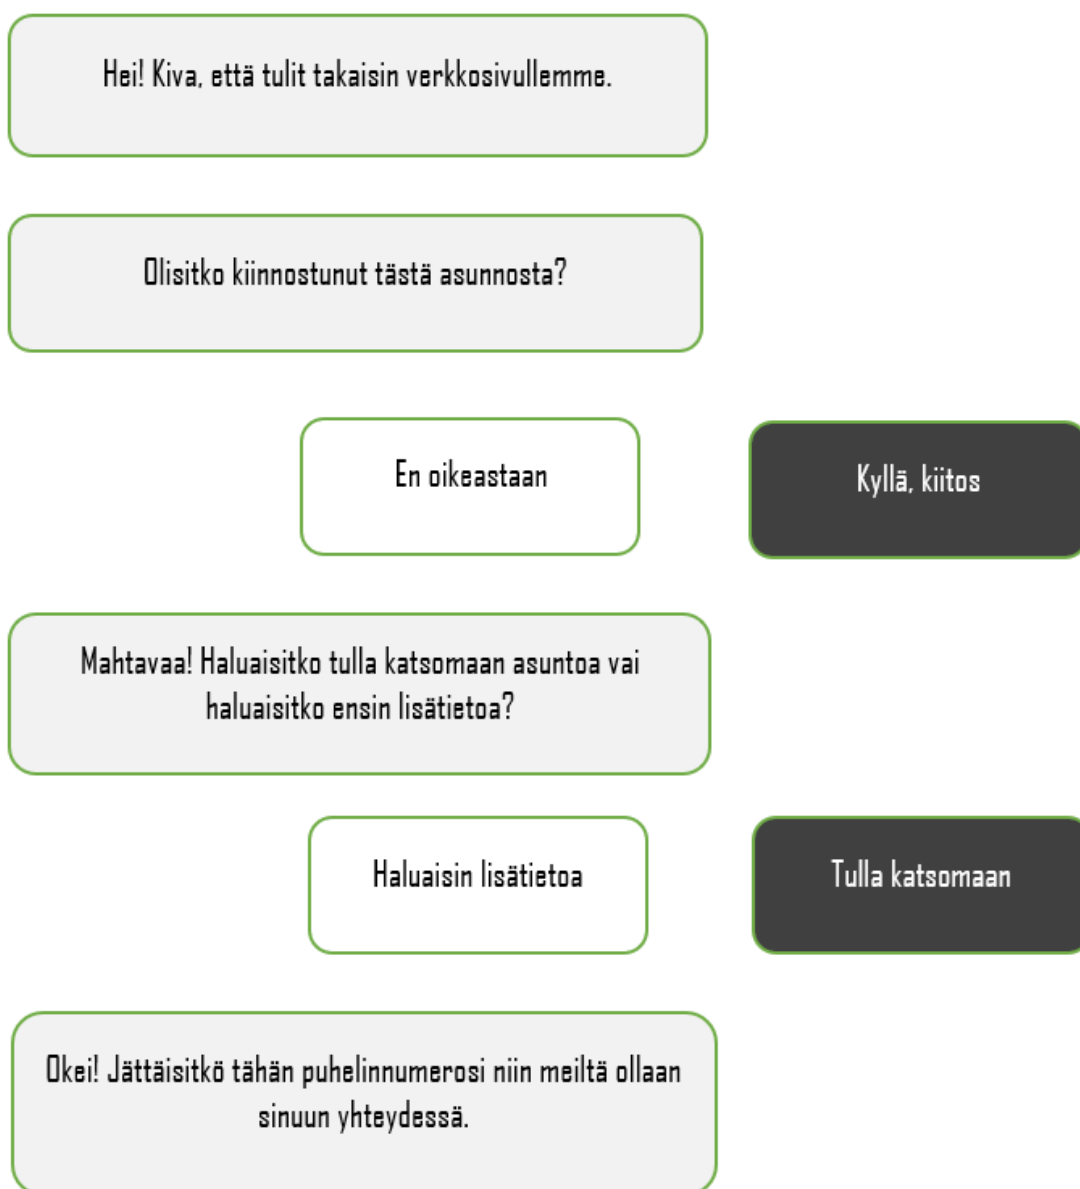 Hei! Kiva, että tulit takaisin verkkosivullemme.
Olisitko kiinnostunut tästä asunnosta?
En oikeastaan
Kyllä, kiitos
Mahtavaa! Haluaisitko tulla katsomaan asuntoa vai
haluaisitko ensin lisätietoa?
Haluaisin lisätietoa
Tulla katsomaan
Okei! Jättäisitkö tähän puhelinnumerosi niin meiltä ollaan
sinuun yhteydessä.